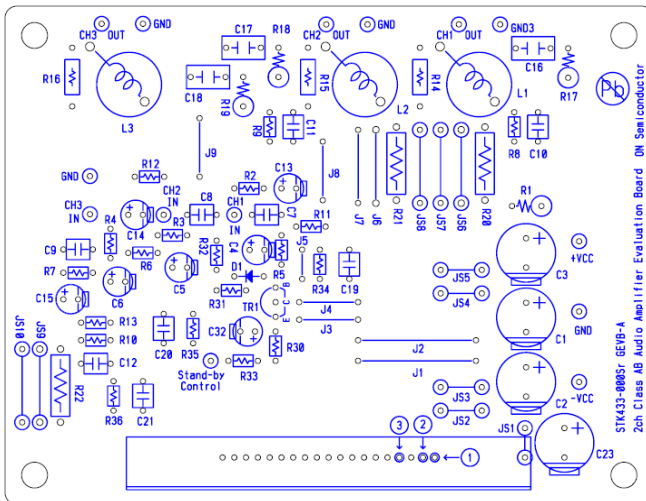 CH3 OUT GND
C17 R18
CH2 OUT GND
CH1 OUT GND3
C16
R16
C18
R19
R15
R14
R17
L3
L2
L1
Pb
R9
C11
R8
C10
J9
J8
J7
J6
R21
JS8
JS7
JS6
R20
R12
GND
R2
C13
CH3 IN
CH2 IN
CH1 IN
C14
R3
C8
C7
R11
R1
R4
C9
R6
R32
C4
R5
J5
C3
+VCC
R7
C15
C6
C5
D1
R34
C19
JS5
JS4
R31
B
C
E
TR1
J4
J3
C1
GND
R13
R10
C20
R35
C32
R30
J2
J1
JS10
JS9
R22
C12
R33
Stand-by
Control
R36
C21
JS3
JS2
C2
-VCC
JS1
C23
3
2
1
STK433-000Sr GEVB-A
2ch Class AB Audio Amplifier Evaluation Board ON Semiconductor